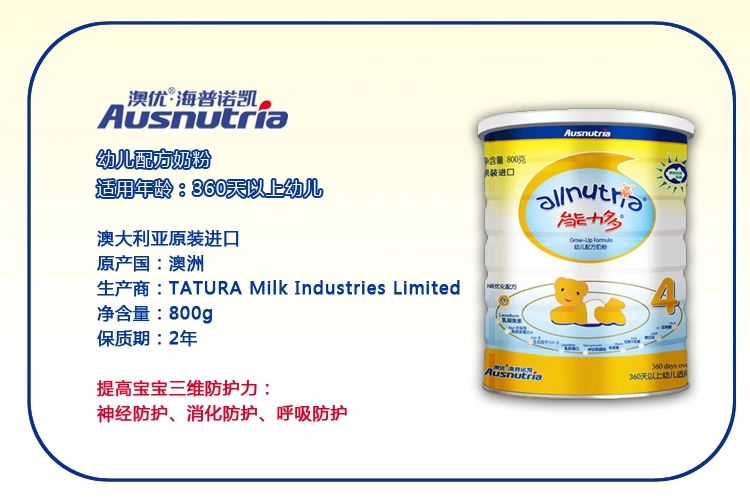 澳优®海普诺凯
Ausnutria
幼儿配方奶粉
适用年龄：360天以上幼儿
澳大利亚原装进口
原产国：澳洲
生产商：TATURA Milk Industries Limited
净含量：800g
保质期：2年
提高宝宝三维防护力：
神经防护、消化防护、呼吸防护
Ausnutria
净含量 800克
原装进口
allnutria
能力多®
Grow-Up Formula
幼儿配方奶粉
4
澳优·海普诺凯
Ausnutria
360 days ove
360天以上幼儿适用